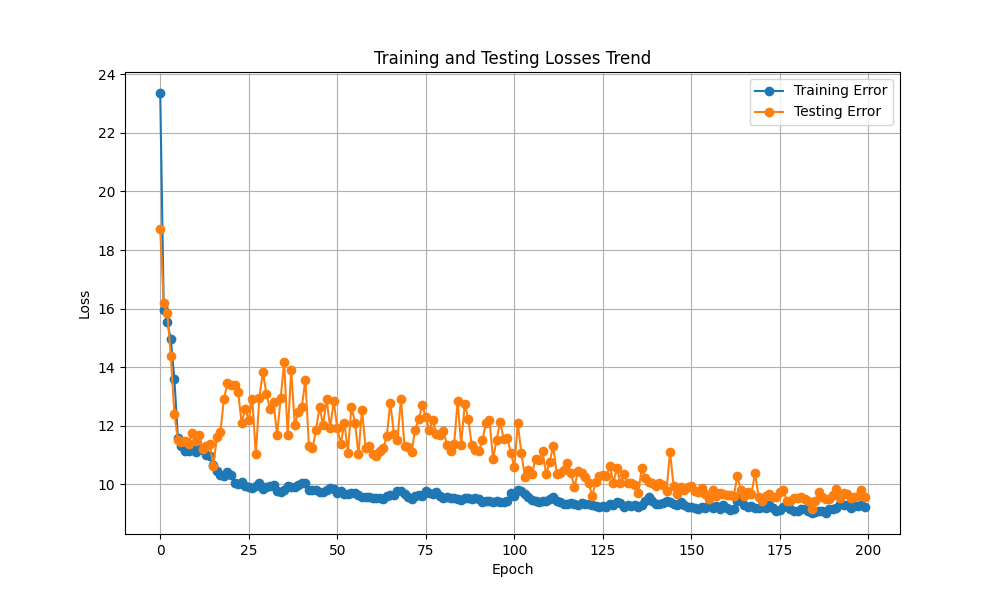 Training and Testing Losses Trend
24
22
20
18
16
14
12
10
Loss
Training Error
Testing Error
0 25 50 75 100 125 150 175 200
Epoch